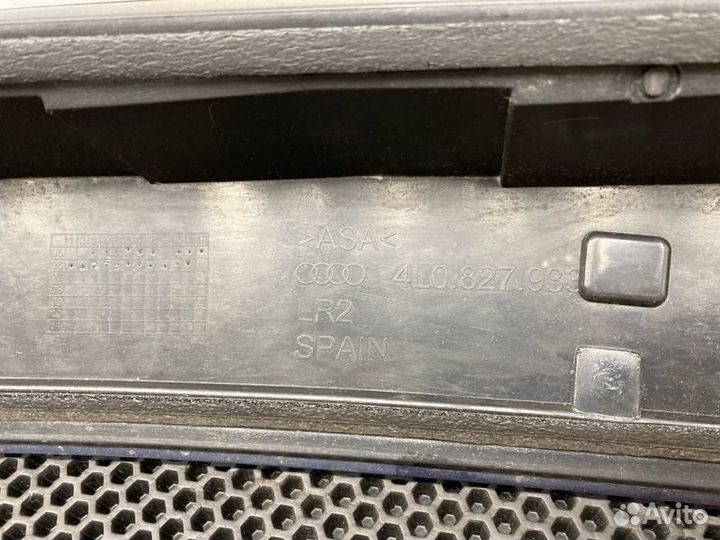 >ASA<
4L0.827.933
LR2
SPAIN
Avito